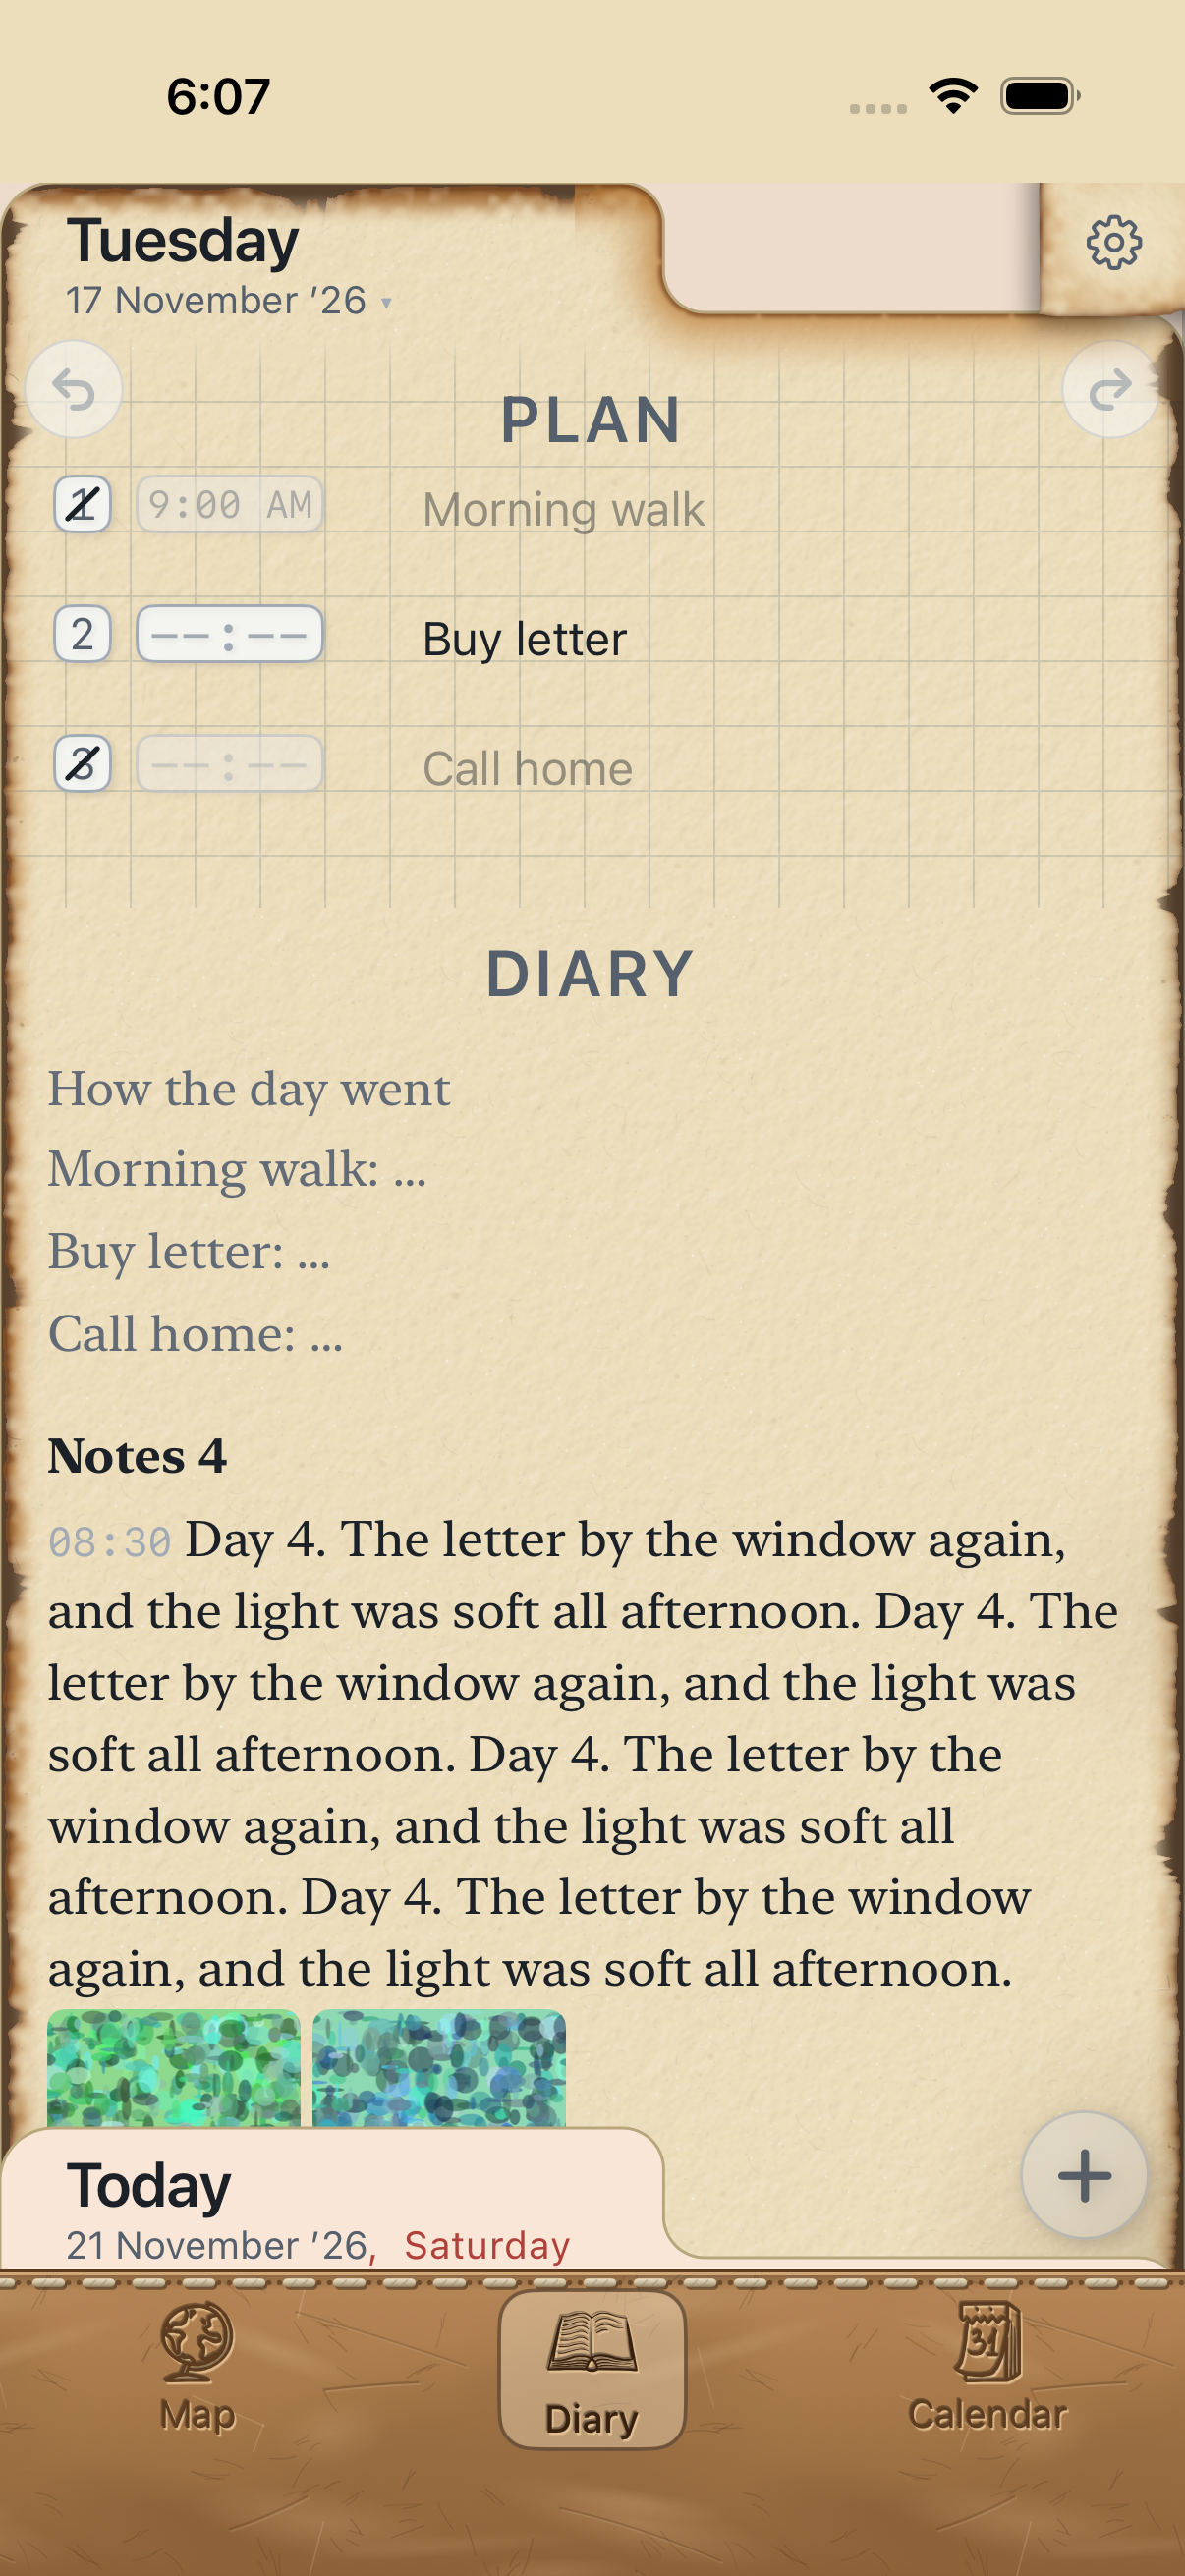 6:07
Tuesday
17 November ’26
PLAN
1 9:00 AM Morning walk
2 --:-- Buy letter
3 --:-- Call home
DIARY
How the day went
Morning walk: ...
Buy letter: ...
Call home: ...
Notes 4
08:30 Day 4. The letter by the window again,
and the light was soft all afternoon. Day 4. The
letter by the window again, and the light was
soft all afternoon. Day 4. The letter by the
window again, and the light was soft all
afternoon. Day 4. The letter by the window
again, and the light was soft all afternoon.
Today
21 November ’26, Saturday
31
Map
Diary
Calendar